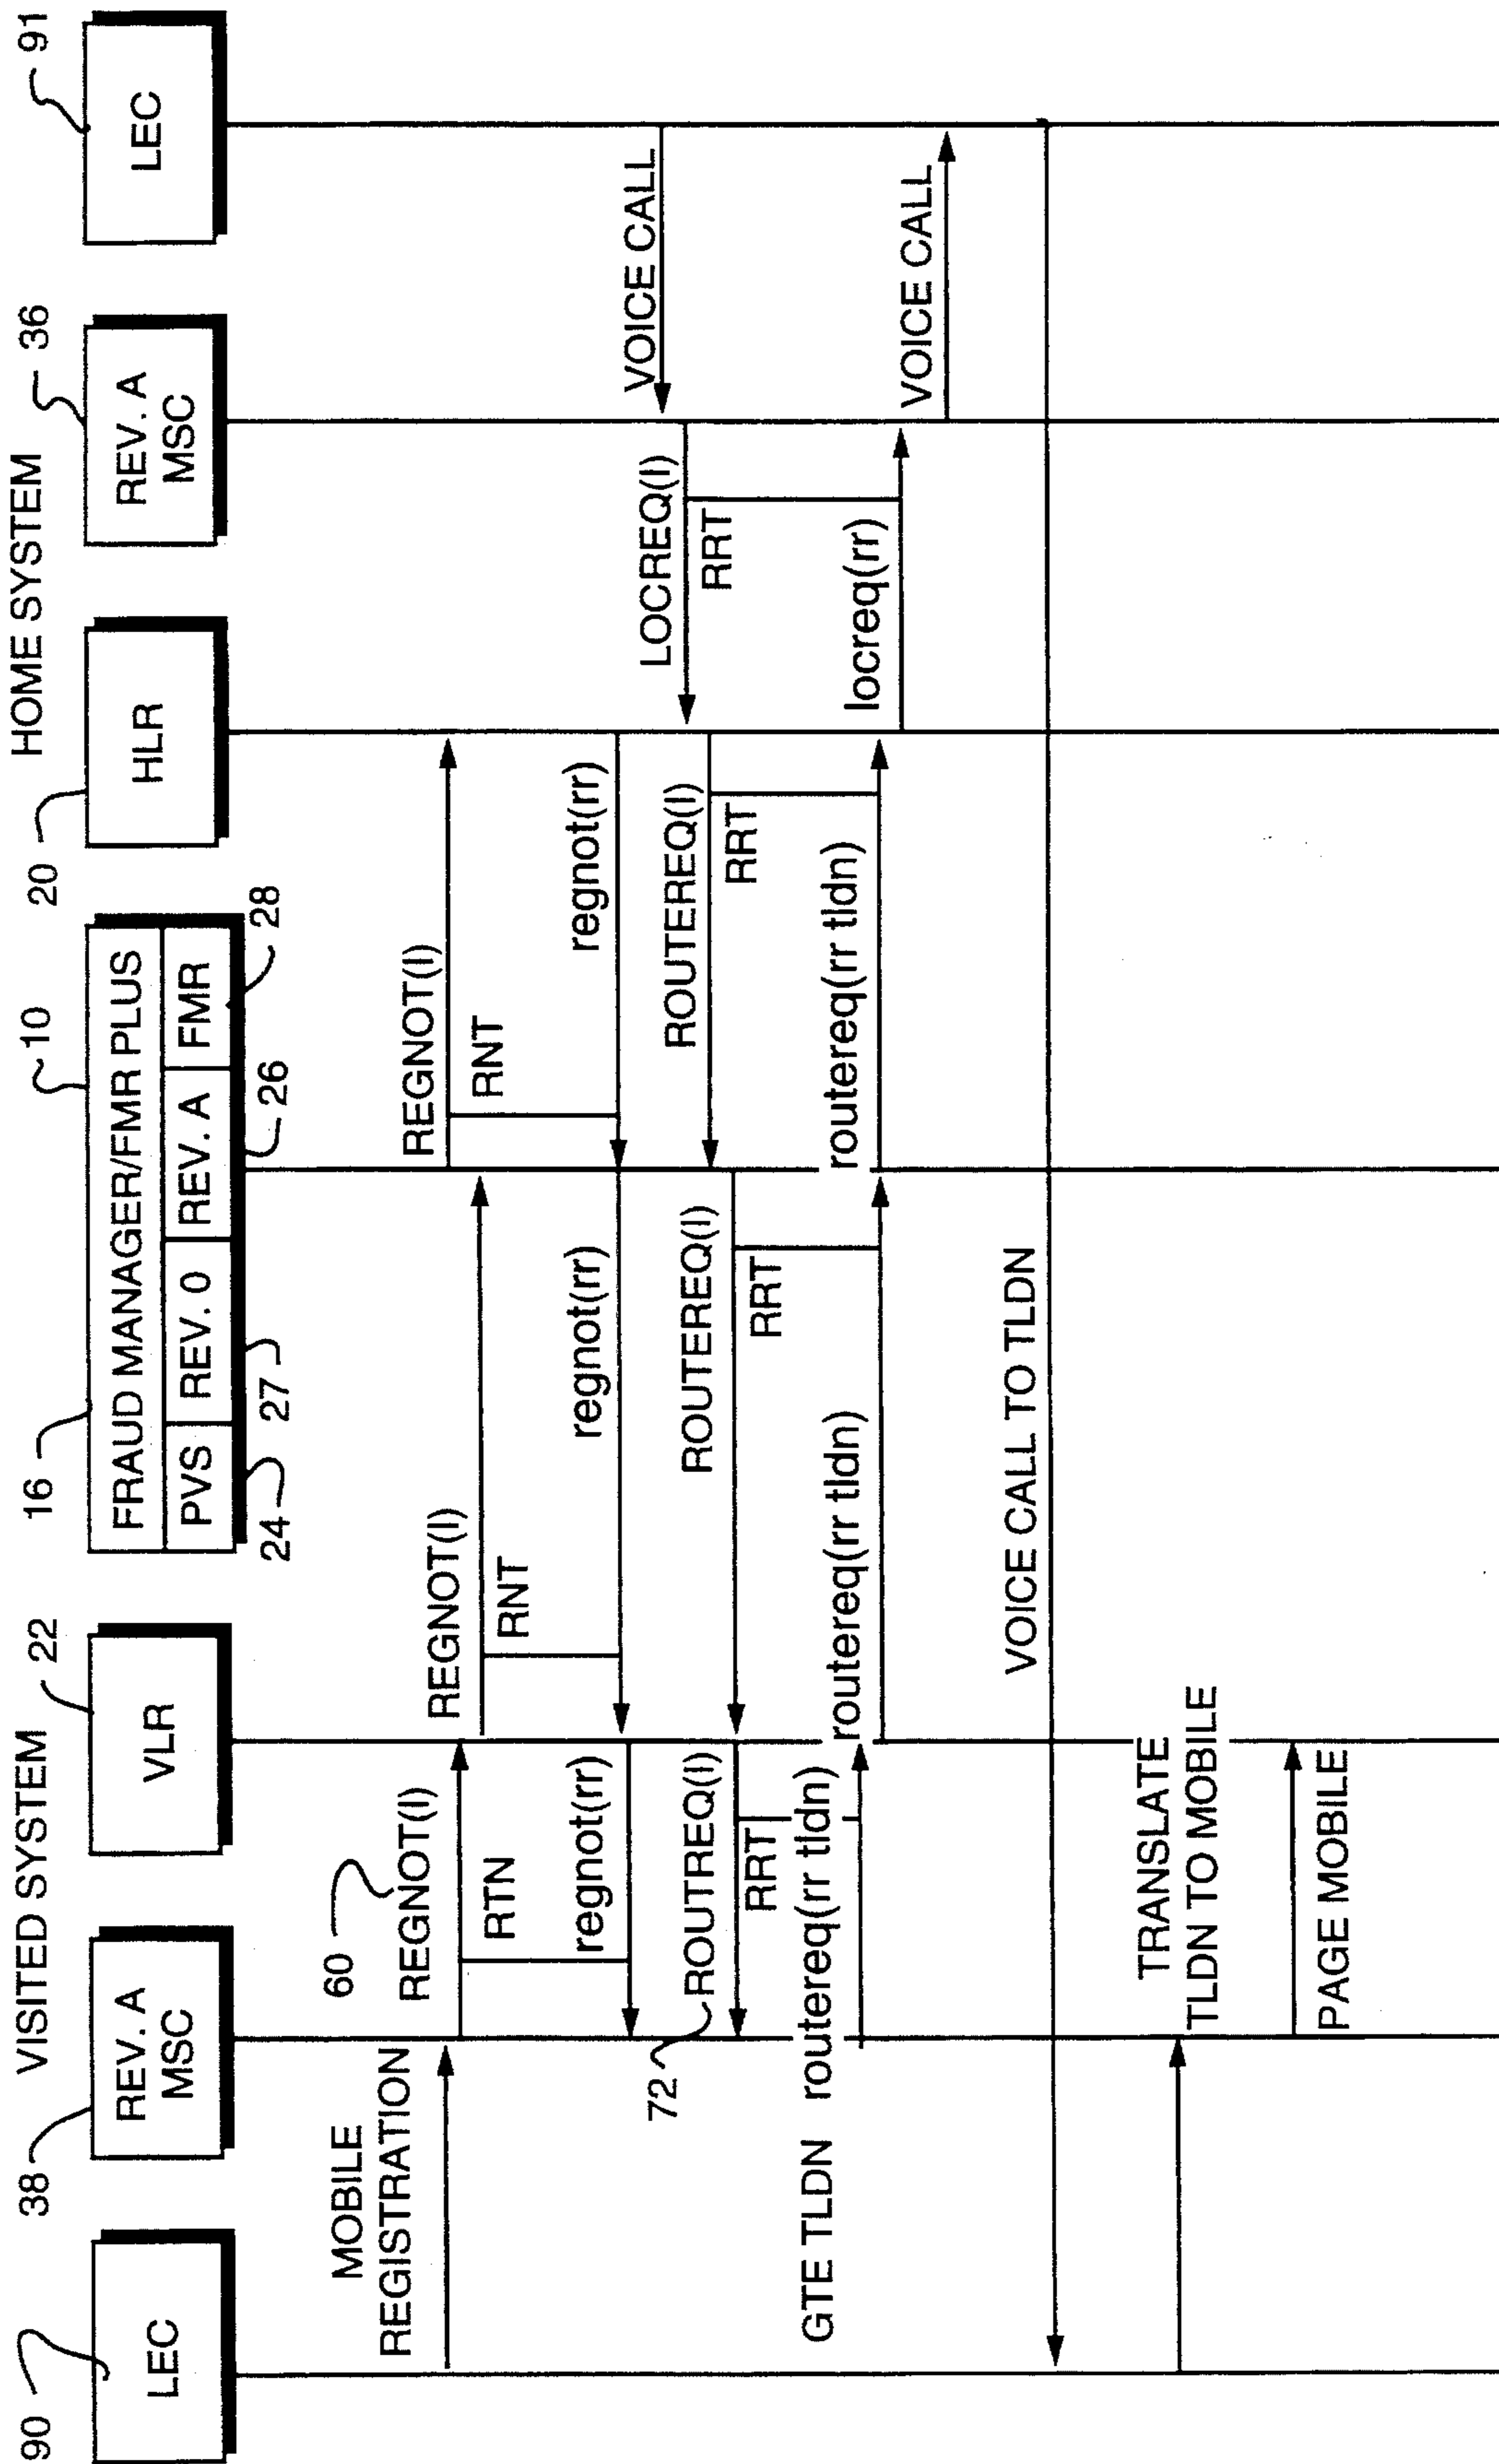 VISITED SYSTEM
HOME SYSTEM
90
LEC
38
REV. A
MSC
22
VLR
16
10
FRAUD MANAGER/FMR PLUS
PVS
REV. 0
REV. A
FMR
24
27
26
28
20
HLR
36
REV. A
MSC
91
LEC
MOBILE
REGISTRATION
60
REGNOT(I)
RTN
regnot(rr)
REGNOT(I)
RNT
regnot(rr)
REGNOT(I)
RNT
regnot(rr)
VOICE CALL
LOCREQ(I)
RRT
ROUTEREQ(I)
RRT
ROUTEREQ(I)
RRT
72
ROUTREQ(I)
RRT
GTE TLDN
routereq(rr tldn)
routereq(rr tldn)
routereq(rr tldn)
locreq(rr)
VOICE CALL
VOICE CALL TO TLDN
TRANSLATE
TLDN TO MOBILE
PAGE MOBILE